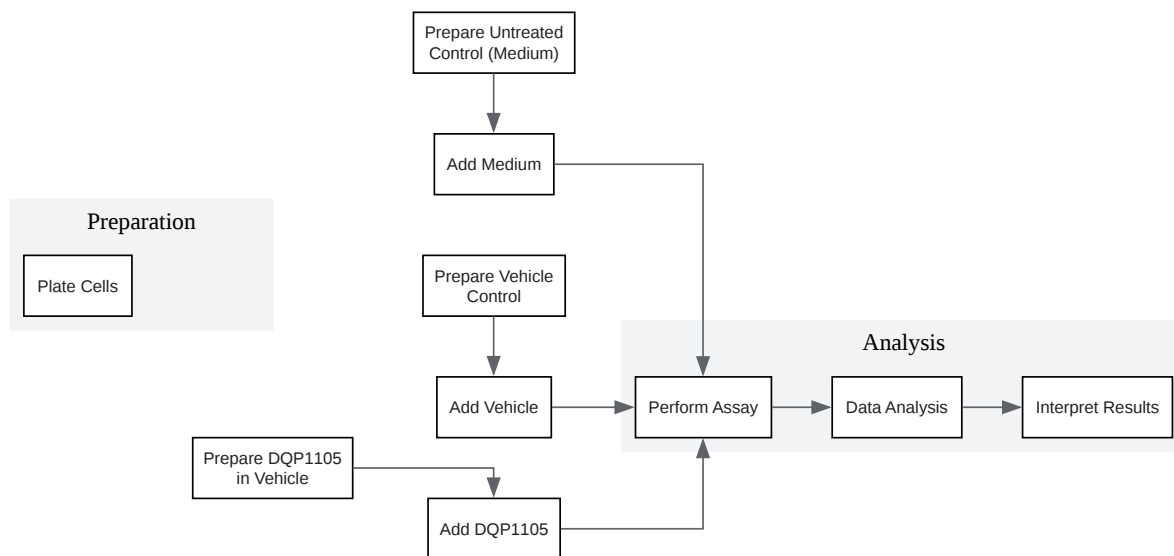 Prepare Untreated
Control (Medium)
Add Medium
Preparation
Plate Cells
Prepare Vehicle
Control
Analysis
Add Vehicle
Perform Assay
Data Analysis
Interpret Results
Prepare DQP1105
in Vehicle
Add DQP1105